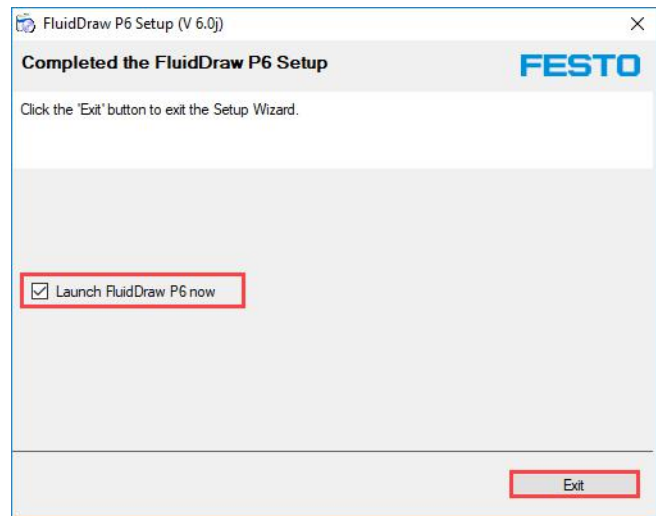 FluidDraw P6 Setup (V 6.0j)
Completed the FluidDraw P6 Setup
FESTO
Click the 'Exit' button to exit the Setup Wizard.
Launch FluidDraw P6 now
Exit